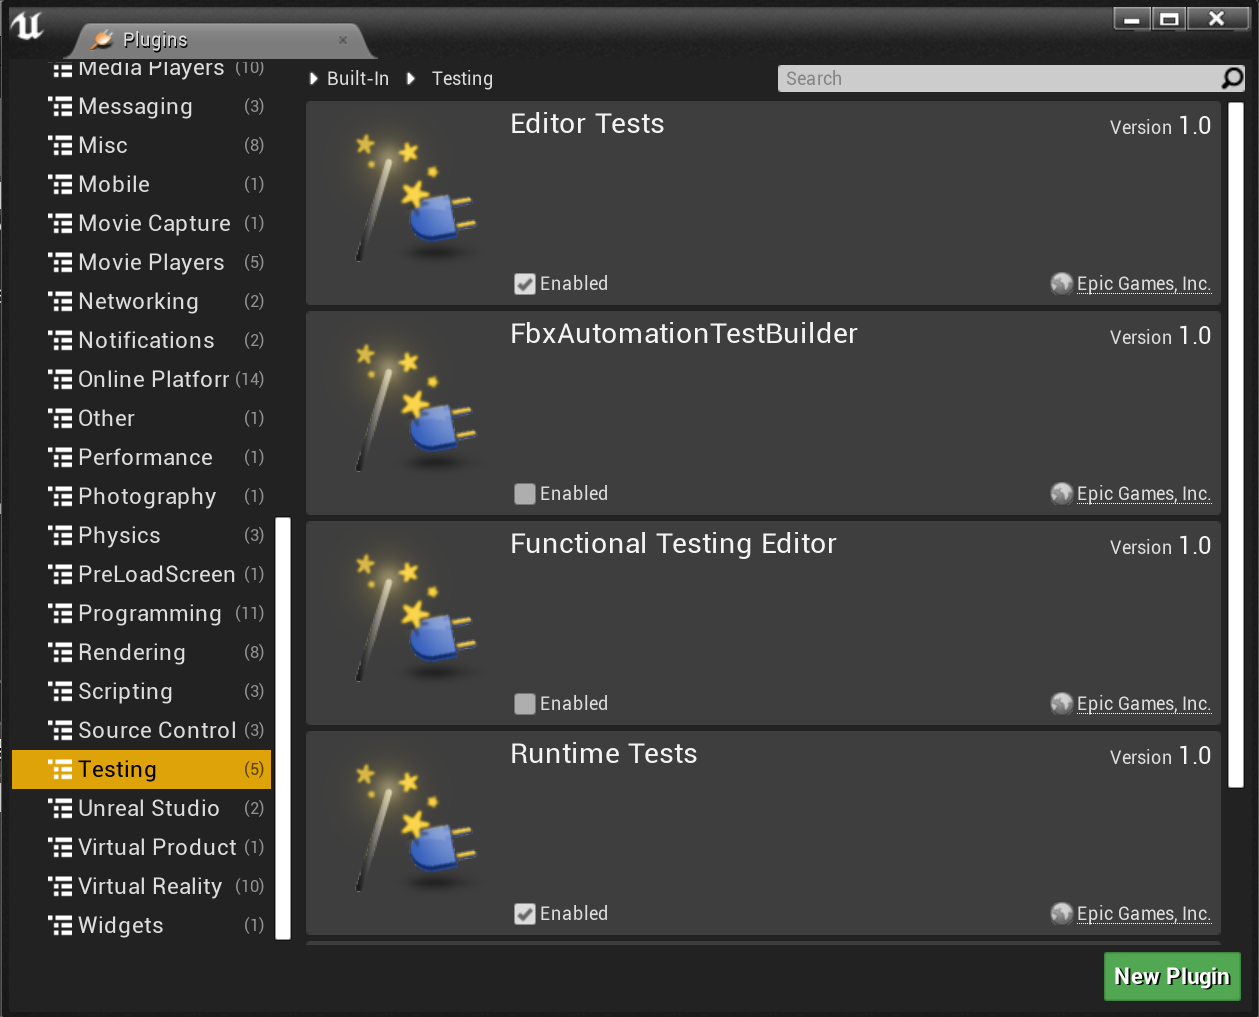 Plugins
Media Players (10)
Messaging (3)
Misc (8)
Mobile (1)
Movie Capture (1)
Movie Players (5)
Networking (2)
Notifications (2)
Online Platforr (14)
Other (1)
Performance (1)
Photography (1)
Physics (3)
PreLoadScreen (1)
Programming (11)
Rendering (8)
Scripting (3)
Source Control (3)
Testing (5)
Unreal Studio (2)
Virtual Product (1)
Virtual Reality (10)
Widgets (1)
Built-In Testing
Search
Editor Tests
Version 1.0
Enabled
Epic Games, Inc.
FbxAutomationTestBuilder
Version 1.0
Enabled
Epic Games, Inc.
Functional Testing Editor
Version 1.0
Enabled
Epic Games, Inc.
Runtime Tests
Version 1.0
Enabled
Epic Games, Inc.
New Plugin